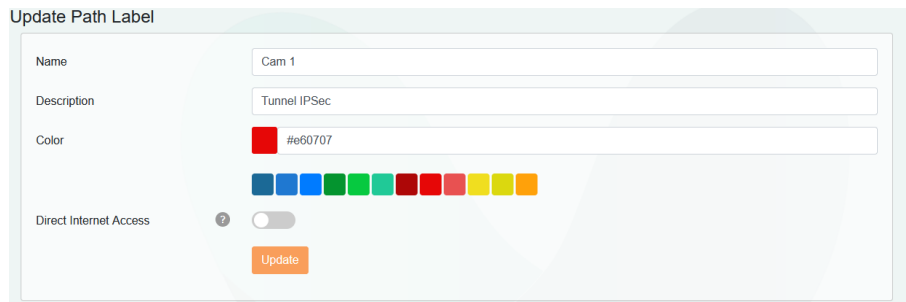 Update Path Label
Name Cam 1
Description Tunnel IPSec
Color #e60707
Direct Internet Access ?
Update